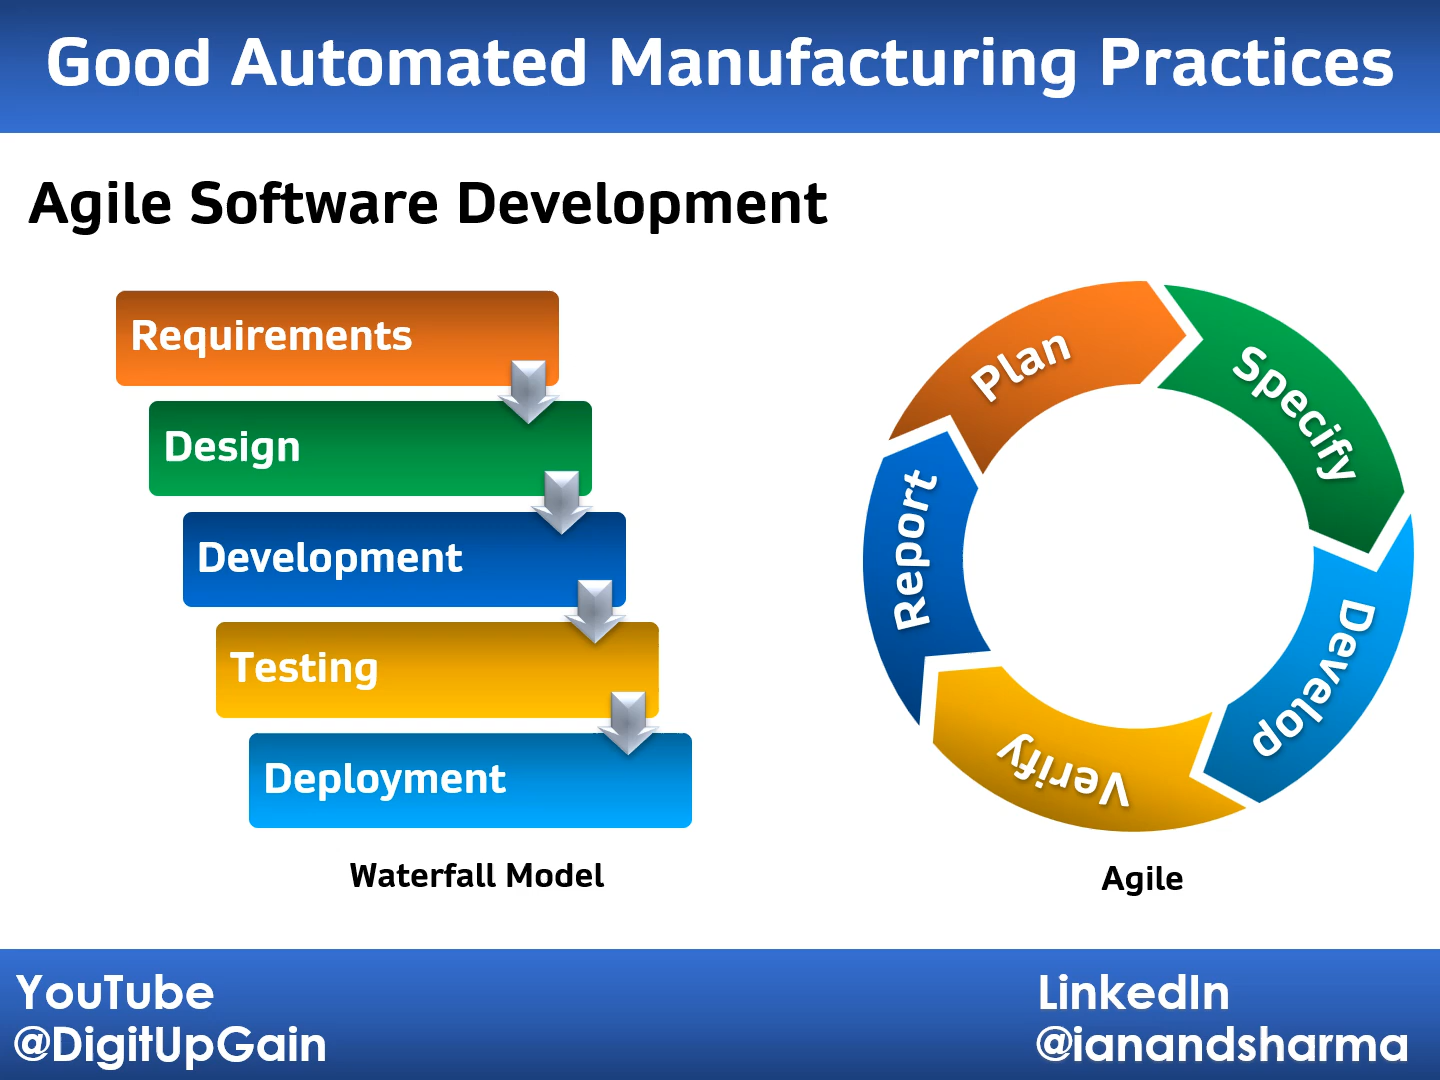 Good Automated Manufacturing Practices
Agile Software Development
Requirements
Design
Development
Testing
Deployment
Waterfall Model
Plan
Specify
Develop
Verify
Report
Agile
YouTube
@DigitUpGain
LinkedIn
@ianandsharma